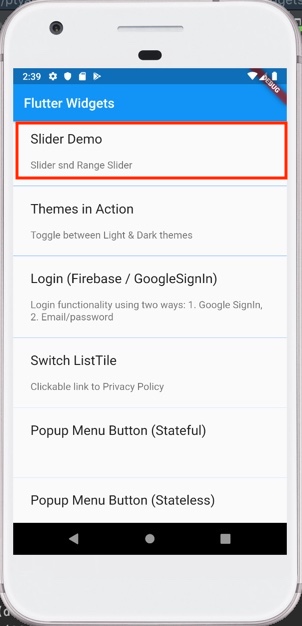 2:39
DEBUG
Flutter Widgets
Slider Demo
Slider snd Range Slider
Themes in Action
Toggle between Light & Dark themes
Login (Firebase / GoogleSignIn)
Login functionality using two ways: 1. Google SignIn,
2. Email/password
Switch ListTile
Clickable link to Privacy Policy
Popup Menu Button (Stateful)
Popup Menu Button (Stateless)